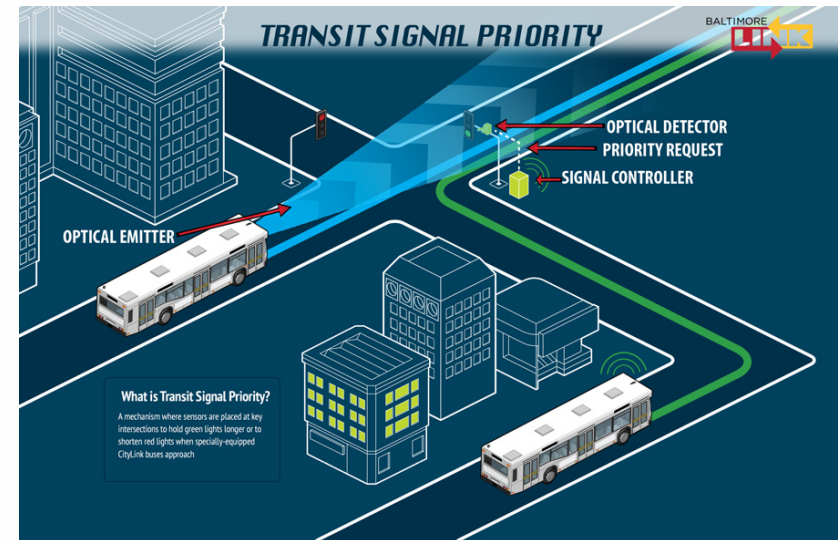 TRANSIT SIGNAL PRIORITY
BALTIMORE
LINK
OPTICAL DETECTOR
PRIORITY REQUEST
SIGNAL CONTROLLER
OPTICAL EMITTER
What is Transit Signal Priority?
A mechanism where sensors are placed at key
intersections to hold green lights longer or to
shorten red lights when specially-equipped
CityLink buses approach